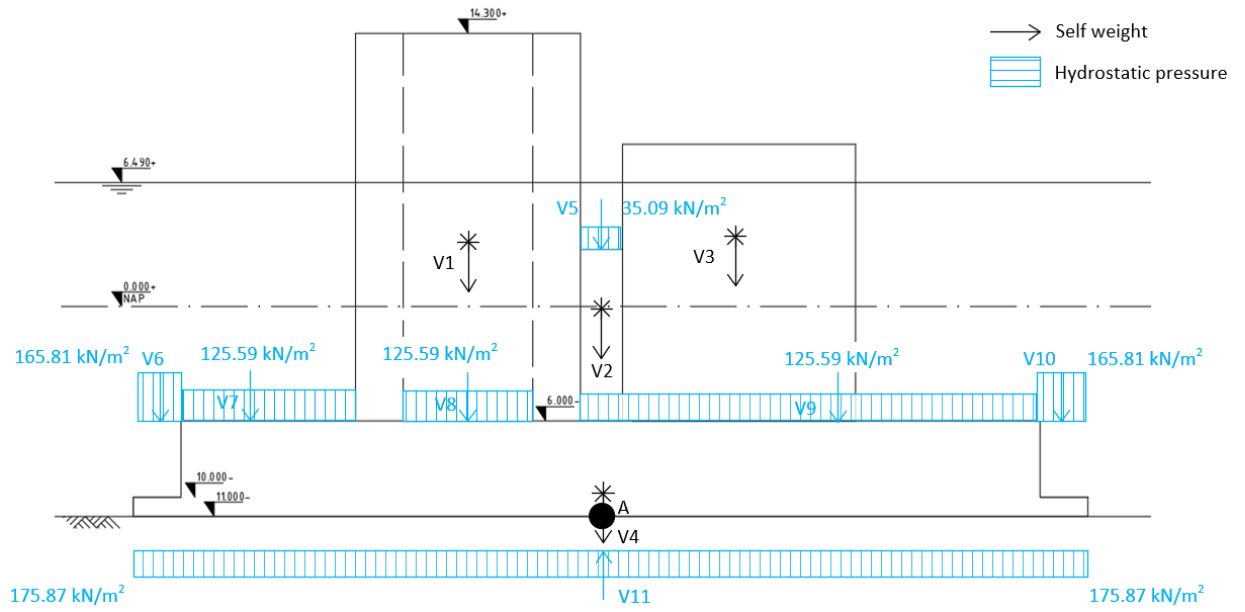 14.300+
Self weight
Hydrostatic pressure
6.490+
V5 35.09 kN/m²
V1
V3
0.000+
NAP
V2
165.81 kN/m²
V6
125.59 kN/m²
125.59 kN/m²
125.59 kN/m²
V10
165.81 kN/m²
V7
V8
6.000-
V9
10.000-
11.000-
A
V4
175.87 kN/m²
V11
175.87 kN/m²